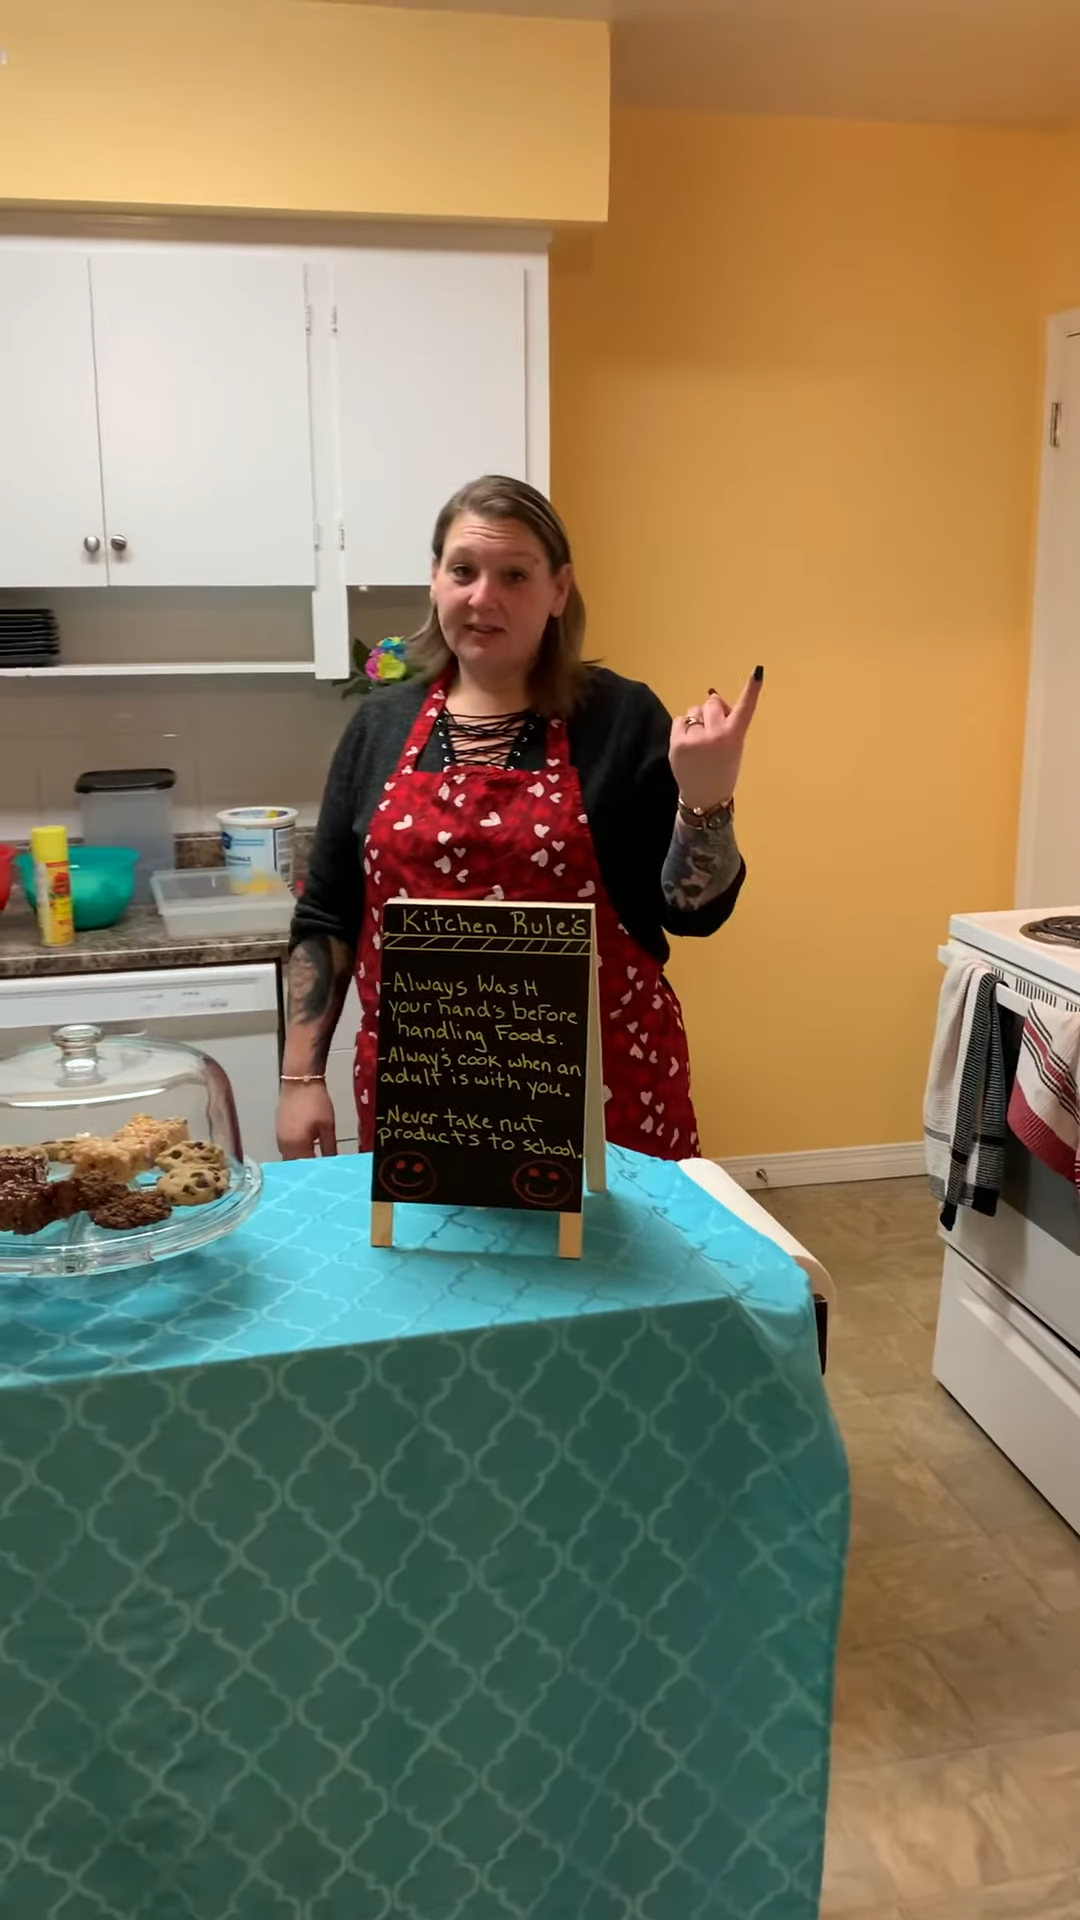 Kitchen Rule's
-Always Wash
your hand's before
handling Foods.
-Alway's cook when an
adult is with you.
-Never take nut
products to school.